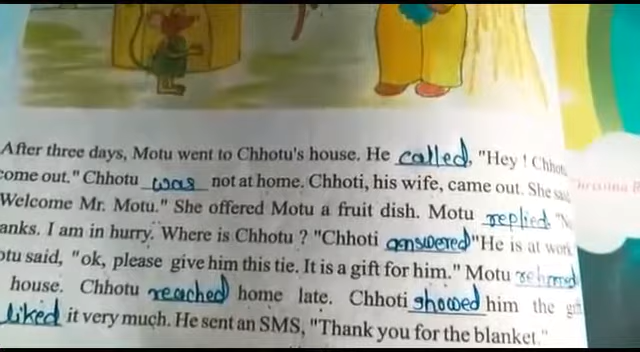 After three days, Motu went to Chhotu's house. He called, "Hey ! Chhotu
come out." Chhotu was not at home. Chhoti, his wife, came out. She said
Welcome Mr. Motu." She offered Motu a fruit dish. Motu replied, "No
anks. I am in hurry. Where is Chhotu ? "Chhoti answered "He is at work
otu said, "ok, please give him this tie. It is a gift for him." Motu
house. Chhotu reached home late. Chhoti showed him the
liked it very much. He sent an SMS, "Thank you for the blanket."